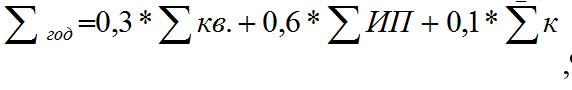 ∑ год =0,3 * ∑ кв. + 0,6 * ∑ ИП + 0,1 * ∑̅ к ,